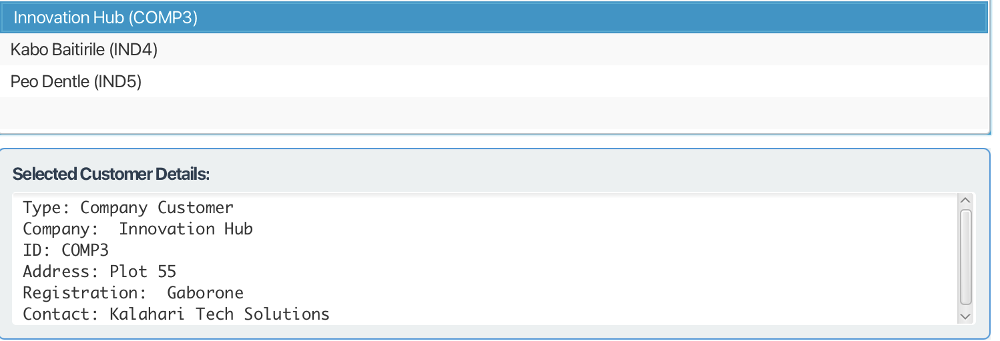 Innovation Hub (COMP3)
Kabo Baitirile (IND4)
Peo Dentle (IND5)
Selected Customer Details:
Type: Company Customer
Company:  Innovation Hub
ID: COMP3
Address: Plot 55
Registration:  Gaborone
Contact: Kalahari Tech Solutions